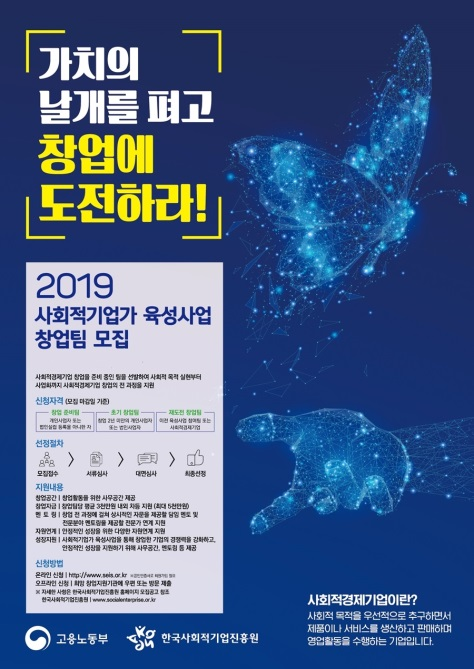 가치의
날개를 펴고
창업에
도전하라!
2019
사회적기업가 육성사업
창업팀 모집
사회적경제기업 창업을 준비 중인 팀을 선발하여 사회적 목적 실현부터
사업화까지 사회적경제기업 창업의 전 과정을 지원
신청자격 (모집 마감일 기준)
창업 준비팀
개인사업자 또는
법인설립 등록을 아니한 자
초기 창업팀
창업 2년 미만의 개인사업자
또는 법인사업자
재도전 창업팀
이전 육성사업 참여팀 또는
사회적경제기업
선정절차
모집접수 서류심사 대면심사 최종선정
지원내용
창업공간 | 창업활동을 위한 사무공간 제공
창업자금 | 창업팀당 평균 3천만원 내외 차등 지원 (최대 5천만원)
멘 토 링 | 창업 전 과정에 걸쳐 상시적인 자문을 제공할 담임 멘토 및
전문분야 멘토링을 제공할 전문가 연계 지원
자원연계 | 안정적인 성장을 위한 다양한 자원연계 지원
성장지원 | 사회적기업가 육성사업을 통해 창업한 기업의 경쟁력을 강화하고,
안정적인 성장을 지원하기 위해 사무공간, 멘토링 등 제공
신청방법
온라인 신청 | http://www.seis.or.kr
오프라인 신청 | 희망 창업지원기관에 우편 또는 방문 제출
※ 자세한 사항은 한국사회적기업진흥원 홈페이지 모집공고 참조
한국사회적기업진흥원 | www.socialenterprise.or.kr
사회적경제기업이란?
사회적 목적을 우선적으로 추구하면서
제품이나 서비스를 생산하고 판매하며
영업활동을 수행하는 기업입니다.
고용노동부
한국사회적기업진흥원